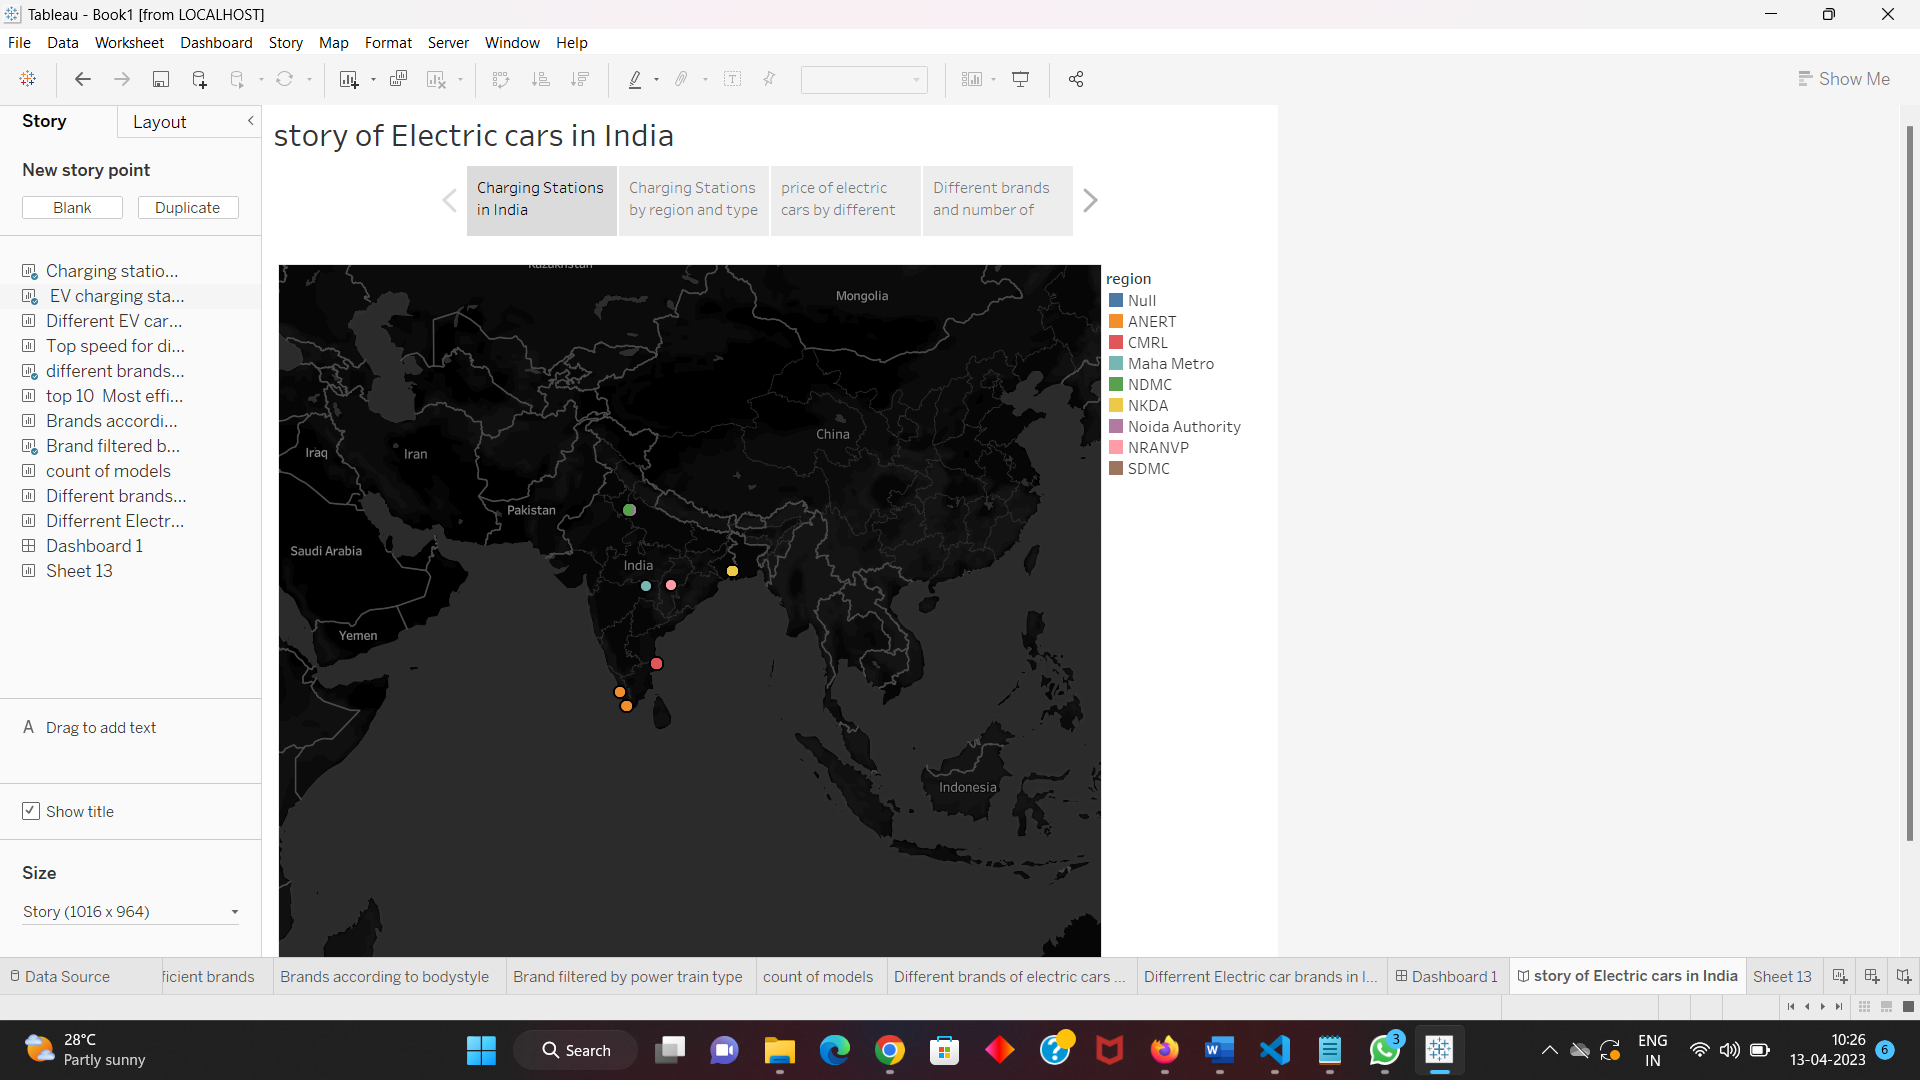 Tableau - Book1 [from LOCALHOST]
File Data Worksheet Dashboard Story Map Format Server Window Help
Show Me
Story Layout
New story point
Blank Duplicate
Charging statio...
EV charging sta...
Different EV car...
Top speed for di...
different brands...
top 10 Most effi...
Brands accordi...
Brand filtered b...
count of models
Different brands...
Differrent Electr...
Dashboard 1
Sheet 13
A Drag to add text
Show title
Size
Story (1016 x 964)
story of Electric cars in India
Charging Stations
in India
Charging Stations
by region and type
price of electric
cars by different
Different brands
and number of
Kazakhstan
Mongolia
China
Iraq
Iran
Pakistan
Saudi Arabia
India
Yemen
Indonesia
region
Null
ANERT
CMRL
Maha Metro
NDMC
NKDA
Noida Authority
NRANVP
SDMC
Data Source ficient brands Brands according to bodystyle Brand filtered by power train type count of models Different brands of electric cars ... Differrent Electric car brands in I... Dashboard 1 story of Electric cars in India Sheet 13
28°C
Partly sunny
Search
3
ENG
IN
10:26
13-04-2023
6